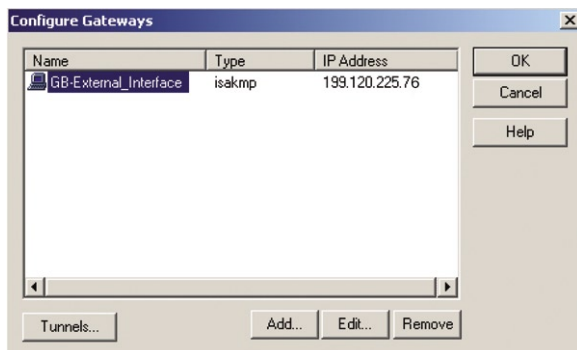 Configure Gateways
Name Type IP Address
GB-External_Interface isakmp 199.120.225.76
OK
Cancel
Help
Tunnels... Add... Edit... Remove